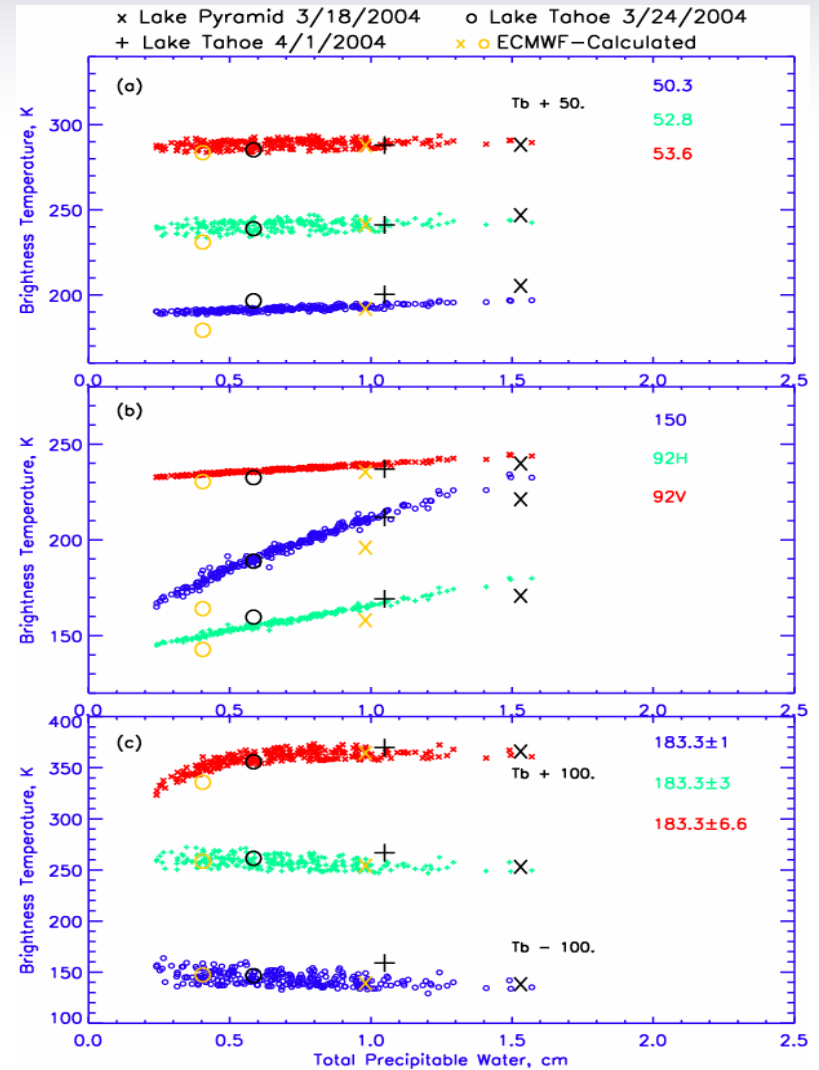 × Lake Pyramid 3/18/2004 o Lake Tahoe 3/24/2004
+ Lake Tahoe 4/1/2004 × o ECMWF-Calculated
(a)
Tb + 50.
50.3
52.8
53.6
Brightness Temperature, K
300
250
200
0.0 0.5 1.0 1.5 2.0 2.5
(b)
150
92H
92V
Brightness Temperature, K
250
200
150
0.0 0.5 1.0 1.5 2.0 2.5
(c)
183.3±1
Tb + 100.
183.3±3
183.3±6.6
Tb - 100.
Brightness Temperature, K
400
350
300
250
200
150
100
0.0 0.5 1.0 1.5 2.0 2.5
Total Precipitable Water, cm